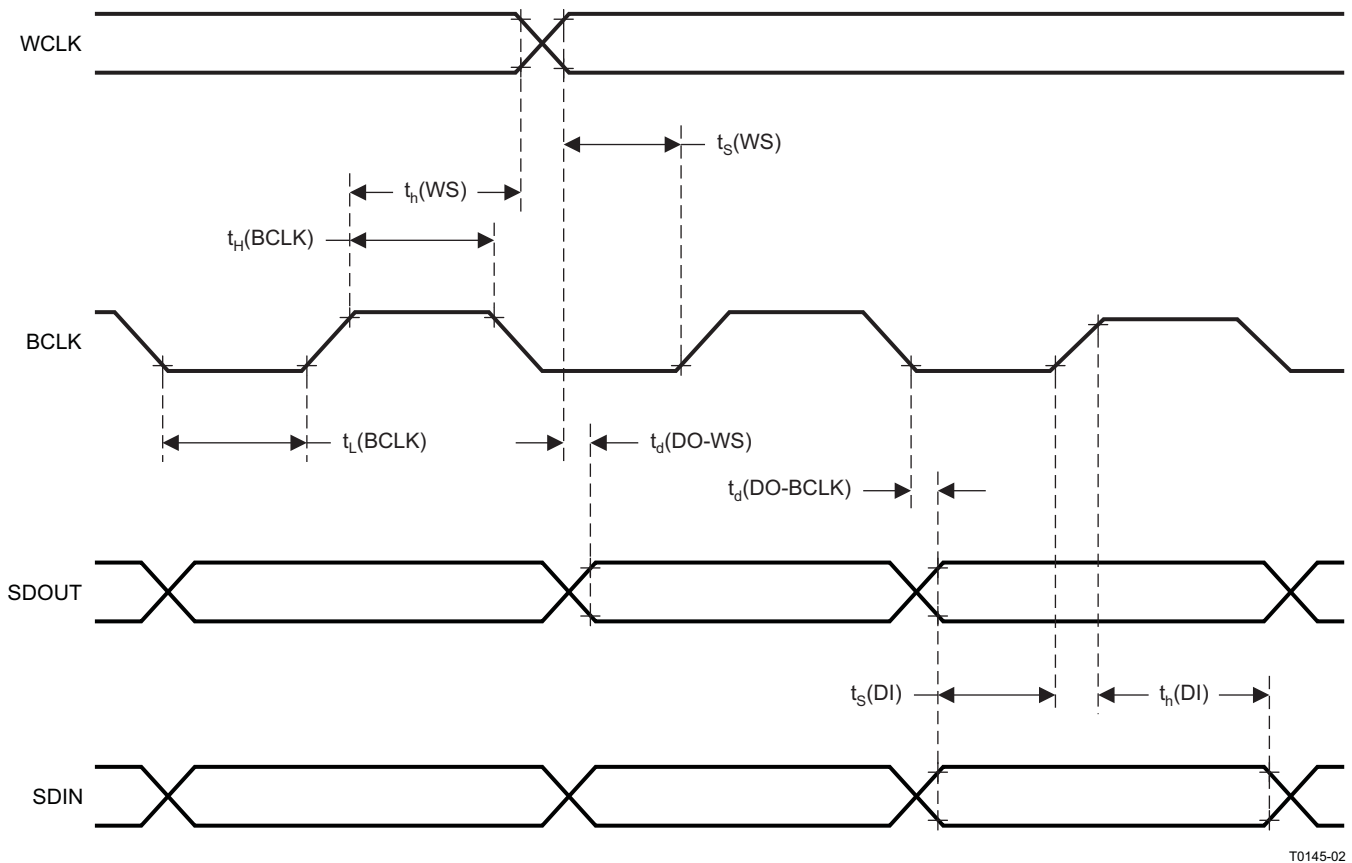 WCLK
tS(WS)
th(WS)
tH(BCLK)
BCLK
tL(BCLK)
td(DO-WS)
td(DO-BCLK)
SDOUT
tS(DI)
th(DI)
SDIN
T0145-02